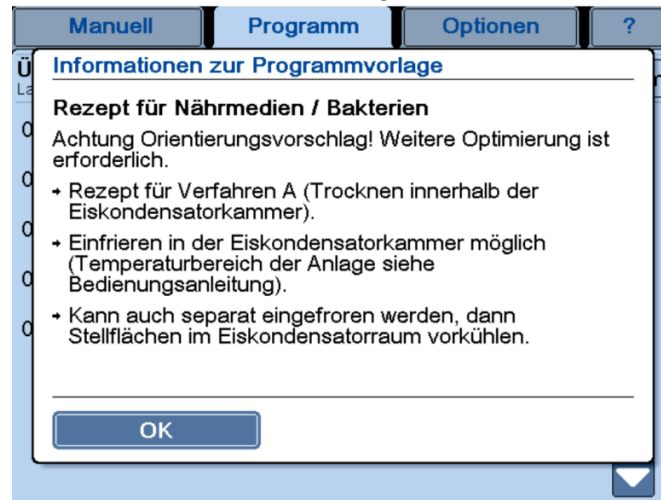 Manuell Programm Optionen ?
Informationen zur Programmvorlage
Rezept für Nährmedien / Bakterien
Achtung Orientierungsvorschlag! Weitere Optimierung ist
erforderlich.
→ Rezept für Verfahren A (Trocknen innerhalb der
Eiskondensatorkammer).
→ Einfrieren in der Eiskondensatorkammer möglich
(Temperaturbereich der Anlage siehe
Bedienungsanleitung).
→ Kann auch separat eingefroren werden, dann
Stellflächen im Eiskondensatorraum vorkühlen.
OK